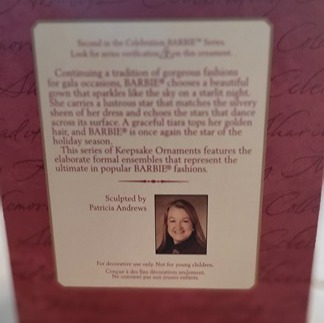 Second in the Celebration BARBIE™ Series.
Look for series verification on this ornament.
Continuing a tradition of gorgeous fashions
for gala occasions, BARBIE® chooses a beautiful
gown that sparkles like the sky on a starlit night.
She carries a lustrous star that matches the silvery
sheen of her dress and echoes the stars that dance
across its surface. A graceful tiara tops her golden
hair, and BARBIE® is once again the star of the
holiday season.
This series of Keepsake Ornaments features the
elaborate formal ensembles that represent the
ultimate in popular BARBIE® fashions.
Sculpted by
Patricia Andrews
For decorative use only. Not for young children.
Conçue à des fins décoratives seulement.
Ne convient pas aux jeunes enfants.